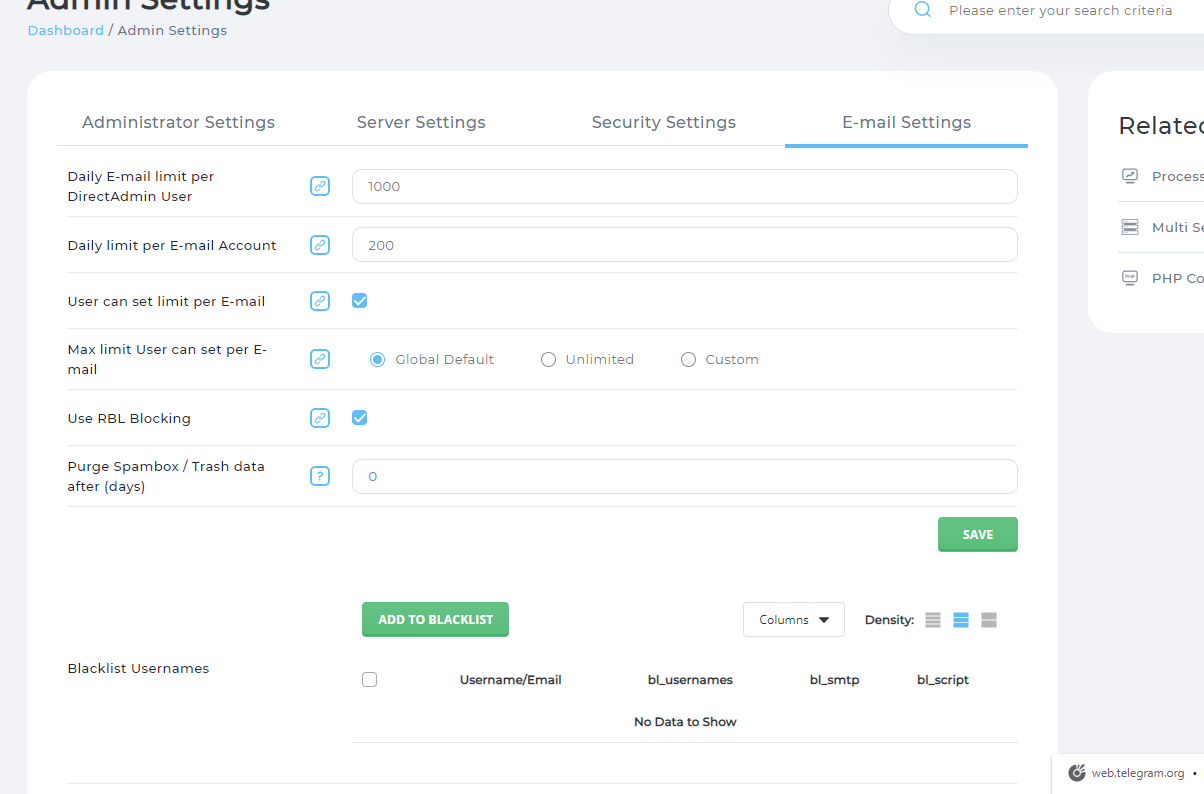 Admin Settings
Dashboard / Admin Settings
Please enter your search criteria
Administrator Settings
Server Settings
Security Settings
E-mail Settings
Daily E-mail limit per
DirectAdmin User
1000
Daily limit per E-mail Account
200
User can set limit per E-mail
Max limit User can set per E-
mail
Global Default
Unlimited
Custom
Use RBL Blocking
Purge Spambox / Trash data
after (days)
?
0
SAVE
ADD TO BLACKLIST
Columns
Density:
Blacklist Usernames
Username/Email
bl_usernames
bl_smtp
bl_script
No Data to Show
Related
Process
Multi Se
PHP Co
web.telegram.org •